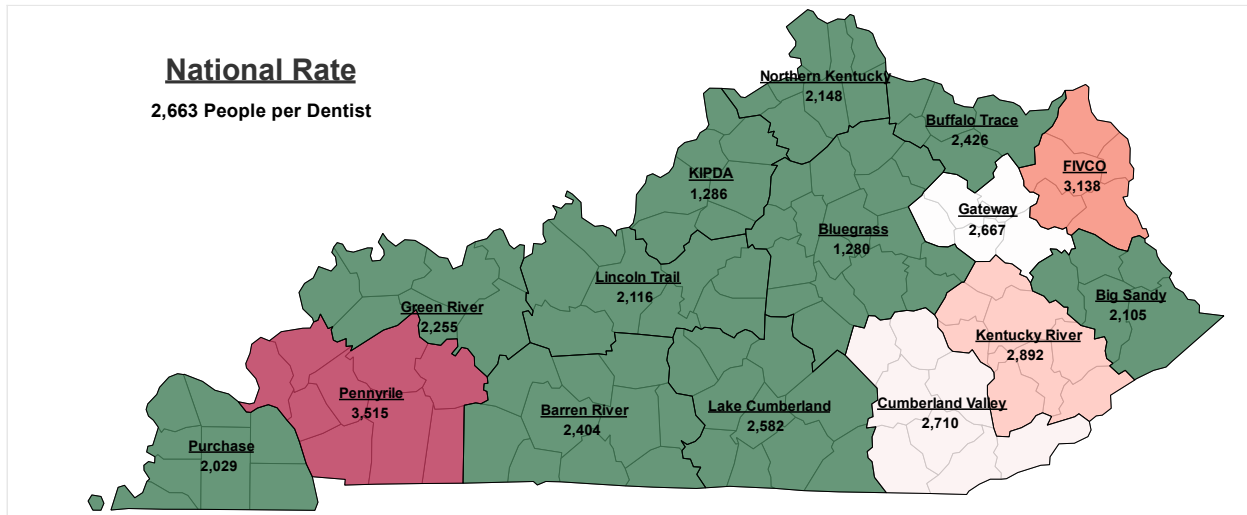 National Rate
2,663 People per Dentist
Northern Kentucky
2,148
Buffalo Trace
2,426
FIVCO
3,138
KIPDA
1,286
Gateway
2,667
Bluegrass
1,280
Lincoln Trail
2,116
Green River
2,255
Big Sandy
2,105
Kentucky River
2,892
Pennyrile
3,515
Barren River
2,404
Lake Cumberland
2,582
Cumberland Valley
2,710
Purchase
2,029